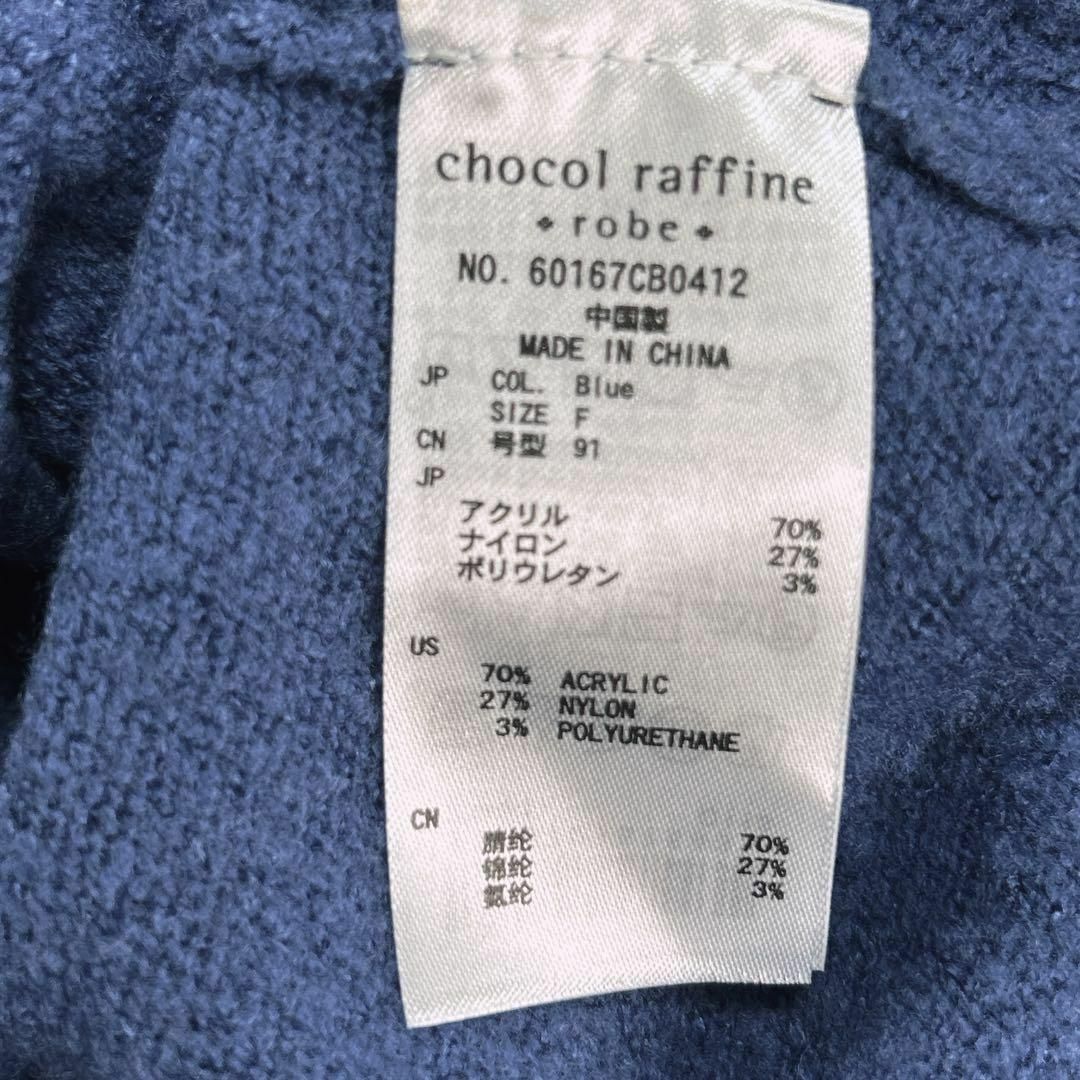 chocol raffine
robe
NO. 60167CB0412
中国製
MADE IN CHINA
JP COL. Blue
SIZE F
CN 号型 91
JP
アクリル 70%
ナイロン 27%
ポリウレタン 3%
US
70% ACRYLIC
27% NYLON
3% POLYURETHANE
CN
腈纶 70%
锦纶 27%
氨纶 3%